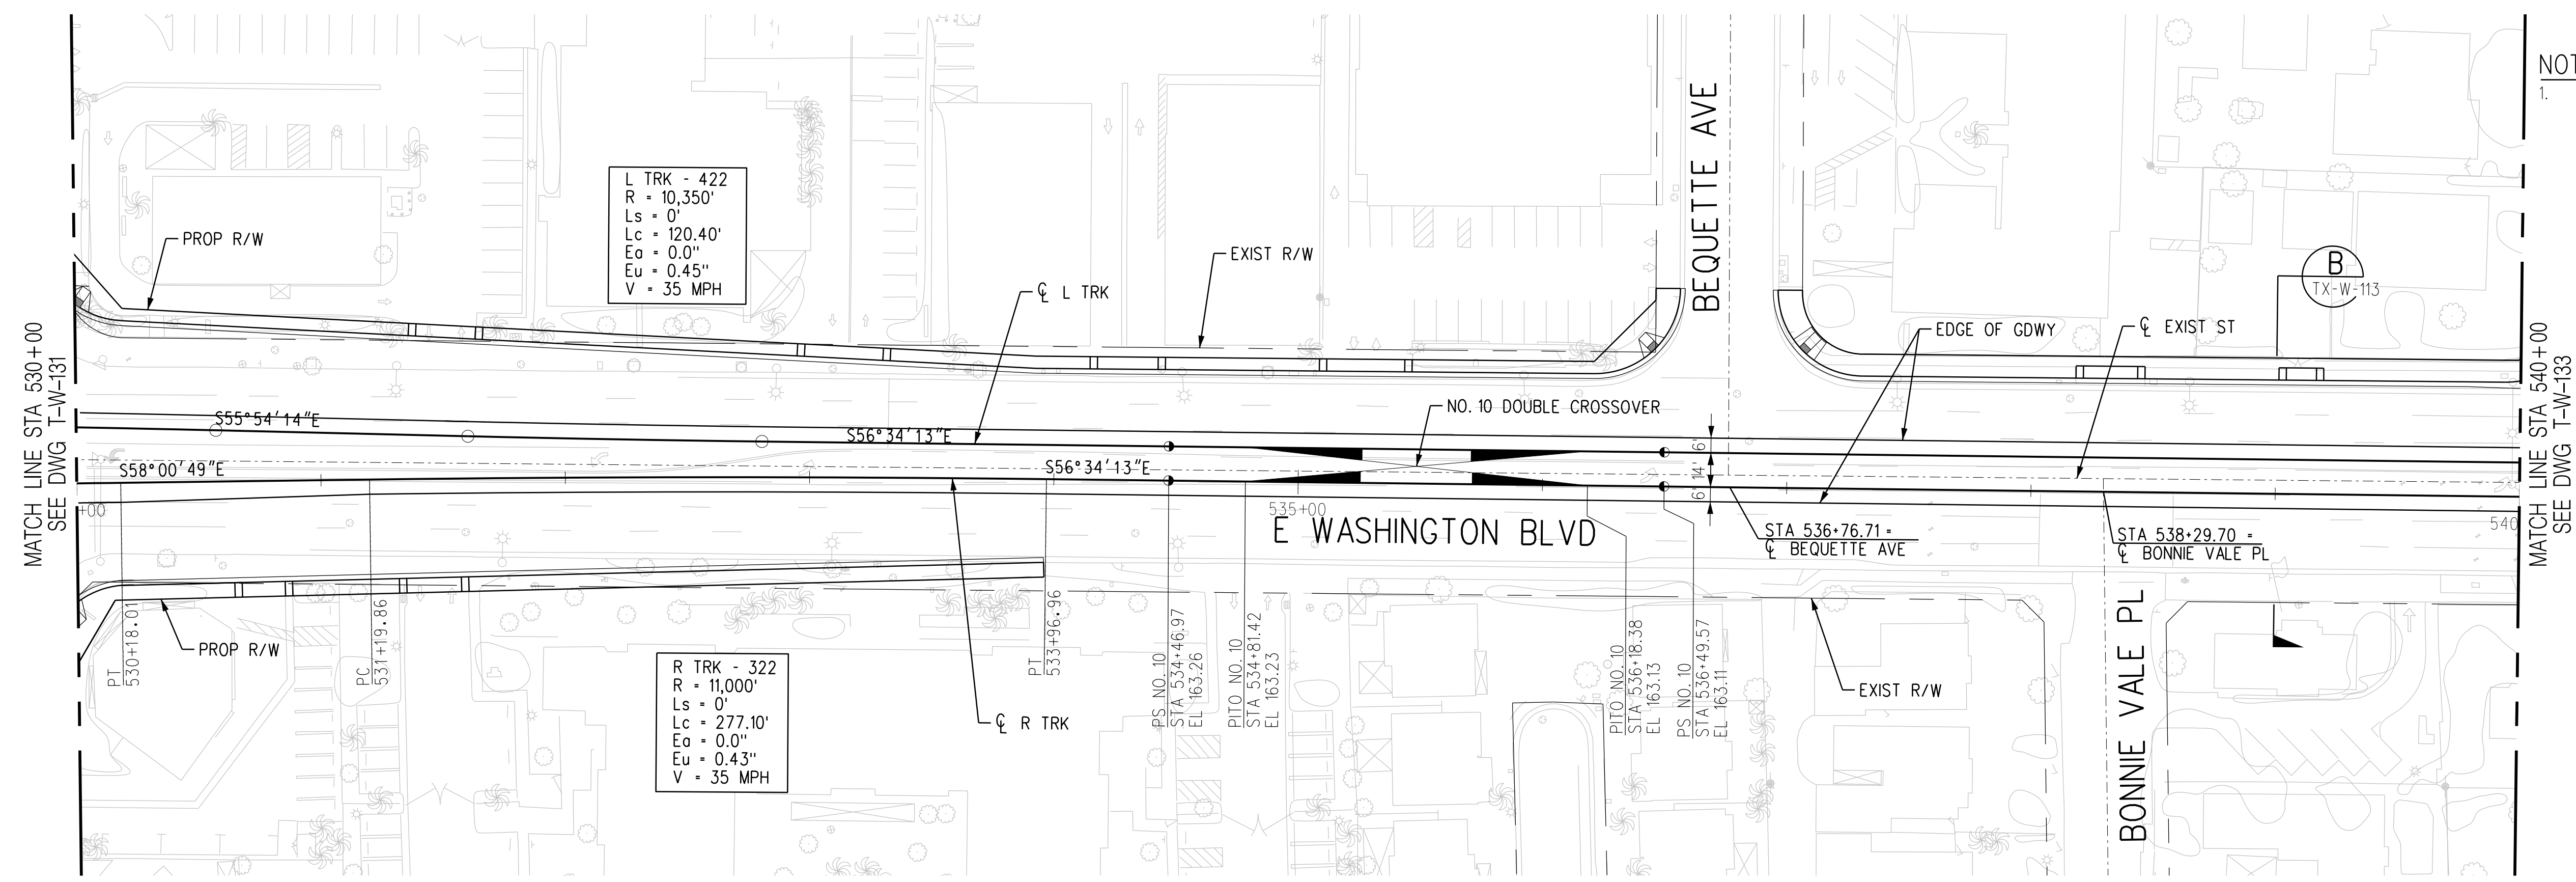 NOT
1.
MATCH LINE STA 530+00
SEE DWG T-W-131
PROP R/W
L TRK - 422
R = 10,350'
Ls = 0'
Lc = 120.40'
Ea = 0.0"
Eu = 0.45"
V = 35 MPH
℄ L TRK
EXIST R/W
BEQUETTE AVE
B
TX-W-113
EDGE OF GDWY
℄ EXIST ST
MATCH LINE STA 540+00
SEE DWG T-W-133
S55°54'14"E
S56°34'13"E
NO. 10 DOUBLE CROSSOVER
S58°00'49"E
S56°34'13"E
6'
14'
6'
+00
535+00
540
E WASHINGTON BLVD
STA 536+76.71 =
℄ BEQUETTE AVE
STA 538+29.70 =
℄ BONNIE VALE PL
PT
530+18.01
PROP R/W
PC
531+19.86
R TRK - 322
R = 11,000'
Ls = 0'
Lc = 277.10'
Ea = 0.0"
Eu = 0.43"
V = 35 MPH
℄ R TRK
PT
533+96.96
PS NO. 10
STA 534+46.97
EL 163.26
PITO NO. 10
STA 534+81.42
EL 163.23
PITO NO. 10
STA 536+18.38
EL 163.13
PS NO. 10
STA 536+49.57
EL 163.11
EXIST R/W
BONNIE VALE PL